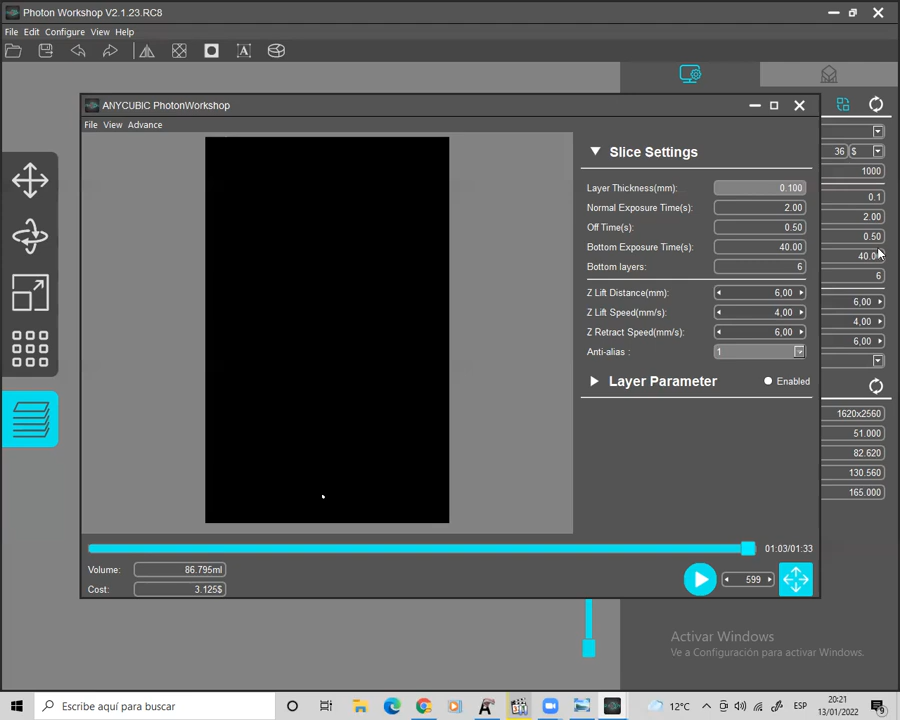 Photon Workshop V2.1.23.RC8
File Edit Configure View Help
ANYCUBIC PhotonWorkshop
File View Advance
Slice Settings
Layer Thickness(mm): 0.100
Normal Exposure Time(s): 2.00
Off Time(s): 0.50
Bottom Exposure Time(s): 40.00
Bottom layers: 6
Z Lift Distance(mm): 6,00
Z Lift Speed(mm/s): 4,00
Z Retract Speed(mm/s): 6,00
Anti-alias : 1
Layer Parameter Enabled
36 $
1000
0.1
2.00
0.50
40.00
6
6,00
4,00
6,00
1620x2560
51.000
82.620
130.560
165.000
01:03/01:33
Volume: 86.795ml
Cost: 3.125$
599
Activar Windows
Ve a Configuración para activar Windows.
Escribe aquí para buscar
12°C
ESP
20:21
13/01/2022
9